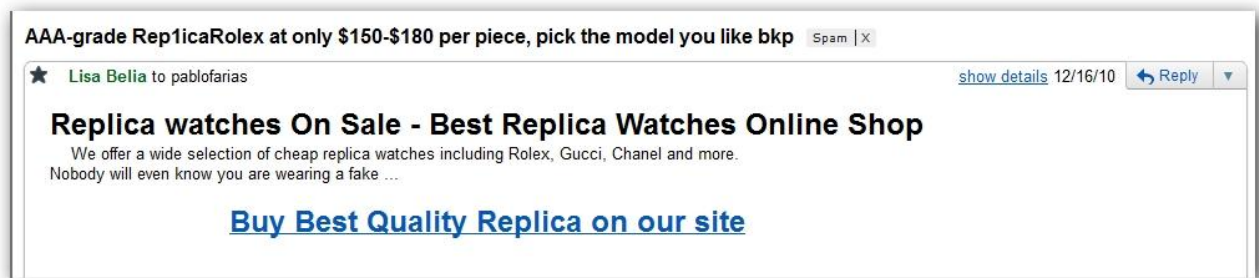 AAA-grade Rep1icaRolex at only $150-$180 per piece, pick the model you like bkp Spam | X
Lisa Belia to pablofarias show details 12/16/10 Reply
Replica watches On Sale - Best Replica Watches Online Shop
We offer a wide selection of cheap replica watches including Rolex, Gucci, Chanel and more.
Nobody will even know you are wearing a fake ...
Buy Best Quality Replica on our site